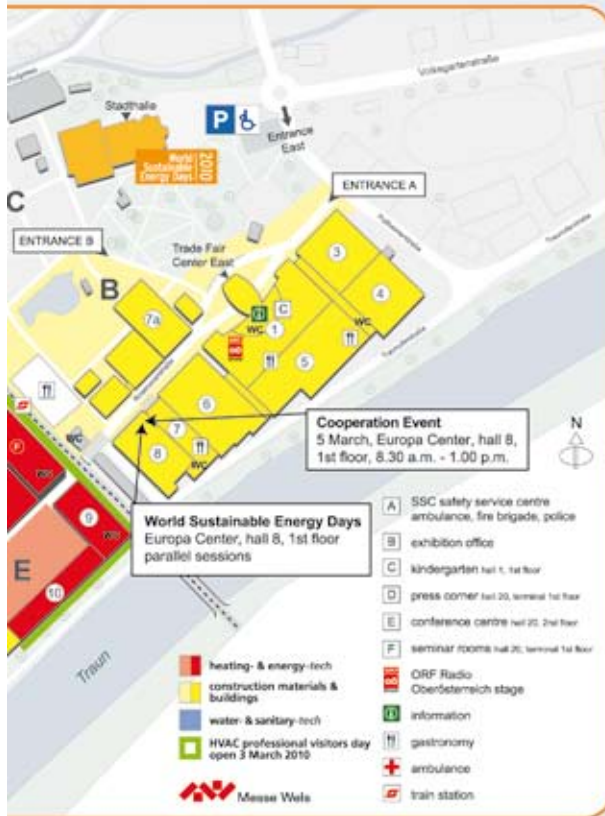 Volksgartenstraße
Stadthalle
P
World
Sustainable
Energy Days
2010
Entrance
East
C
ENTRANCE A
ENTRANCE B
Trade Fair
Center East
B
3
4
7a
C
WC
1
WC
5
6
7
8
WC
WC
F
WC
9
WC
E
10
Traun
Cooperation Event
5 March, Europa Center, hall 8,
1st floor, 8.30 a.m. - 1.00 p.m.
World Sustainable Energy Days
Europa Center, hall 8, 1st floor
parallel sessions
N
A SSC safety service centre
ambulance, fire brigade, police
B exhibition office
C kindergarten hall 1, 1st floor
D press corner hall 20, terminal 1st floor
E conference centre hall 20, 2nd floor
F seminar rooms hall 20, terminal 1st floor
ORF Radio
Oberösterreich stage
information
gastronomy
ambulance
train station
heating- & energy-tech
construction materials &
buildings
water- & sanitary-tech
HVAC professional visitors day
open 3 March 2010
Messe Wels